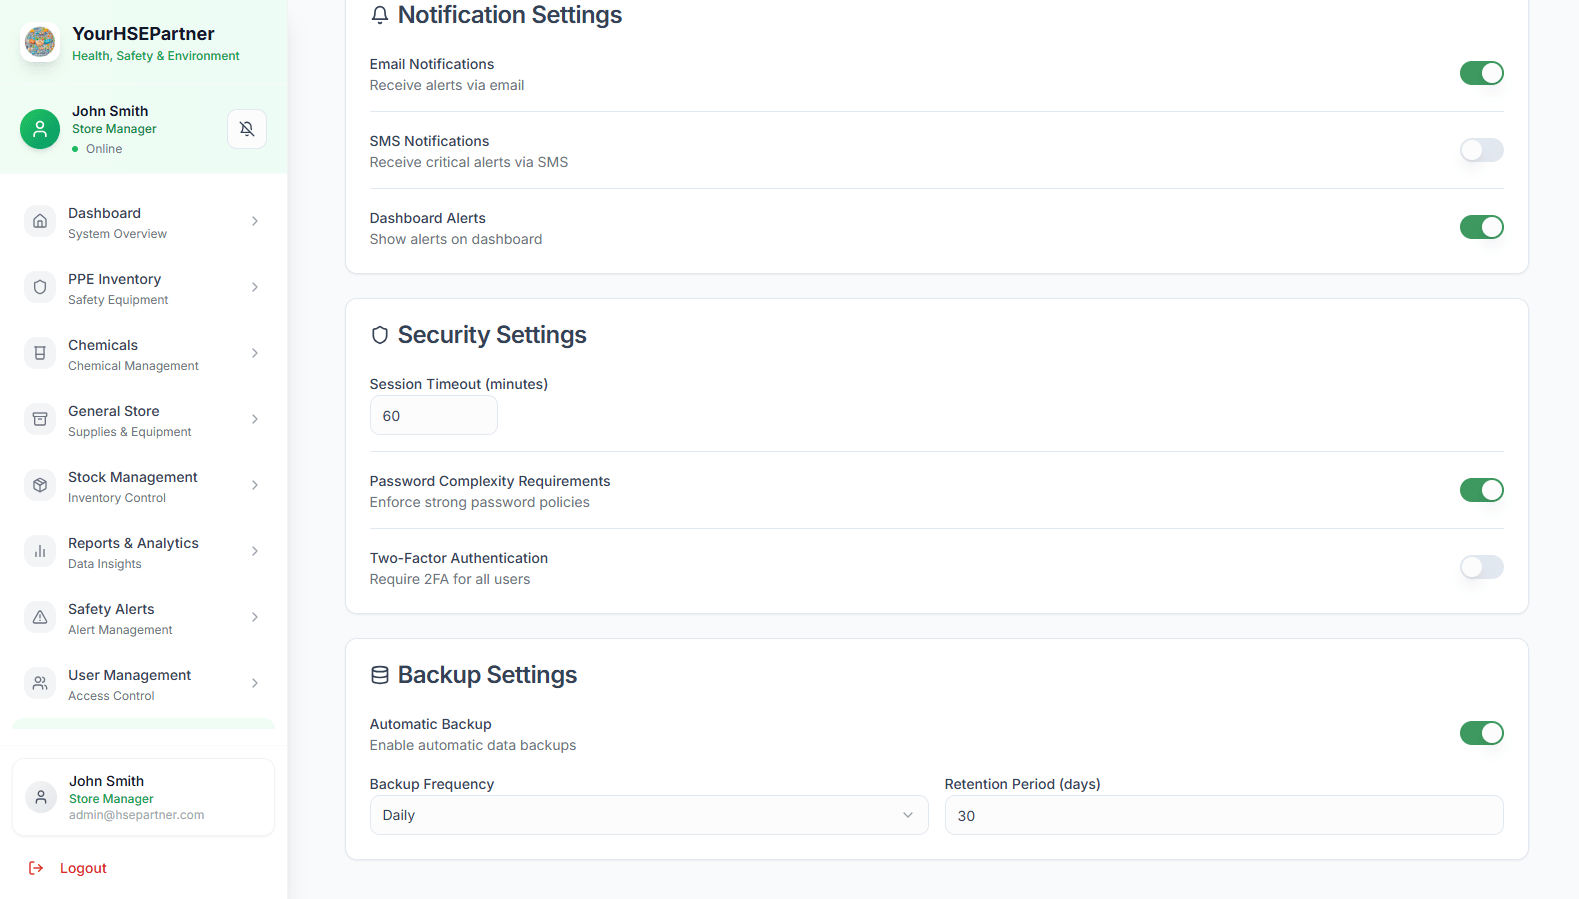 YourHSEPartner
Health, Safety & Environment
John Smith
Store Manager
Online
Dashboard
System Overview
PPE Inventory
Safety Equipment
Chemicals
Chemical Management
General Store
Supplies & Equipment
Stock Management
Inventory Control
Reports & Analytics
Data Insights
Safety Alerts
Alert Management
User Management
Access Control
John Smith
Store Manager
admin@hsepartner.com
Logout
Notification Settings
Email Notifications
Receive alerts via email
SMS Notifications
Receive critical alerts via SMS
Dashboard Alerts
Show alerts on dashboard
Security Settings
Session Timeout (minutes)
60
Password Complexity Requirements
Enforce strong password policies
Two-Factor Authentication
Require 2FA for all users
Backup Settings
Automatic Backup
Enable automatic data backups
Backup Frequency
Daily
Retention Period (days)
30